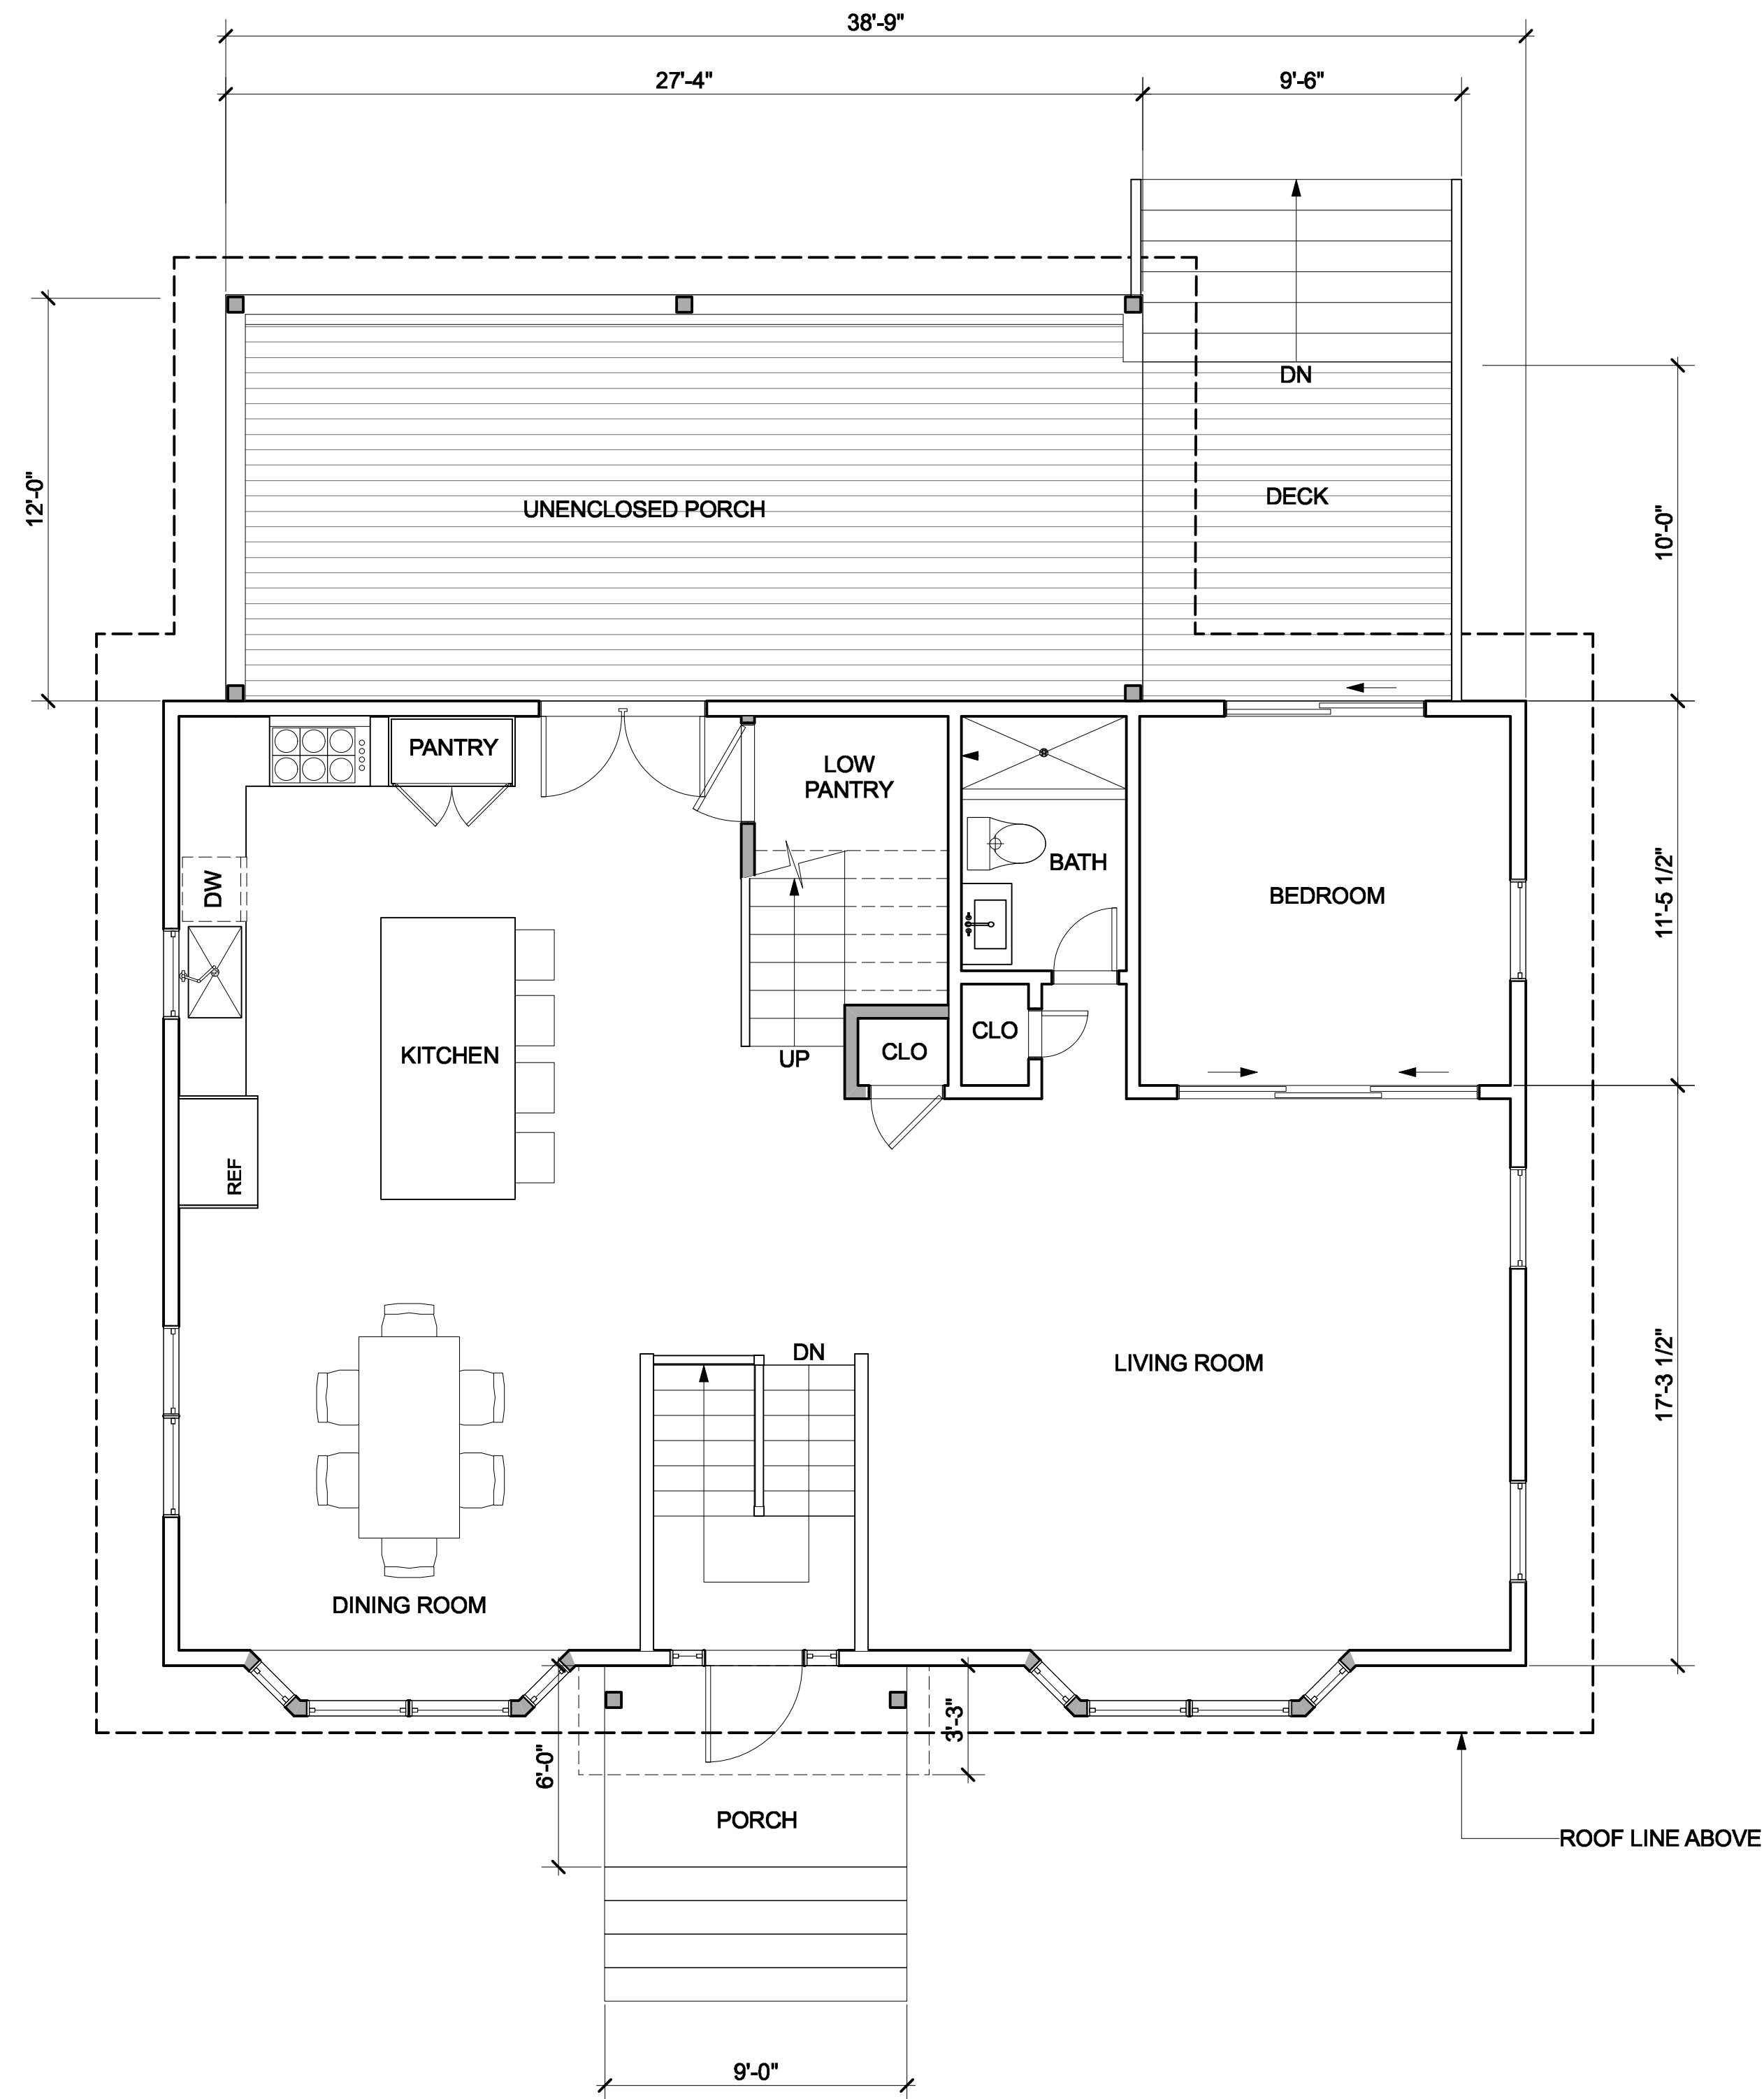 38'-9"
27'-4"
9'-6"
DN
12'-0"
UNENCLOSED PORCH
DECK
10'-0"
PANTRY
LOW
PANTRY
BATH
DW
BEDROOM
11'-5 1/2"
KITCHEN
UP
CLO
CLO
REF
DN
LIVING ROOM
17'-3 1/2"
DINING ROOM
3'-3"
6'-0"
PORCH
ROOF LINE ABOVE
9'-0"